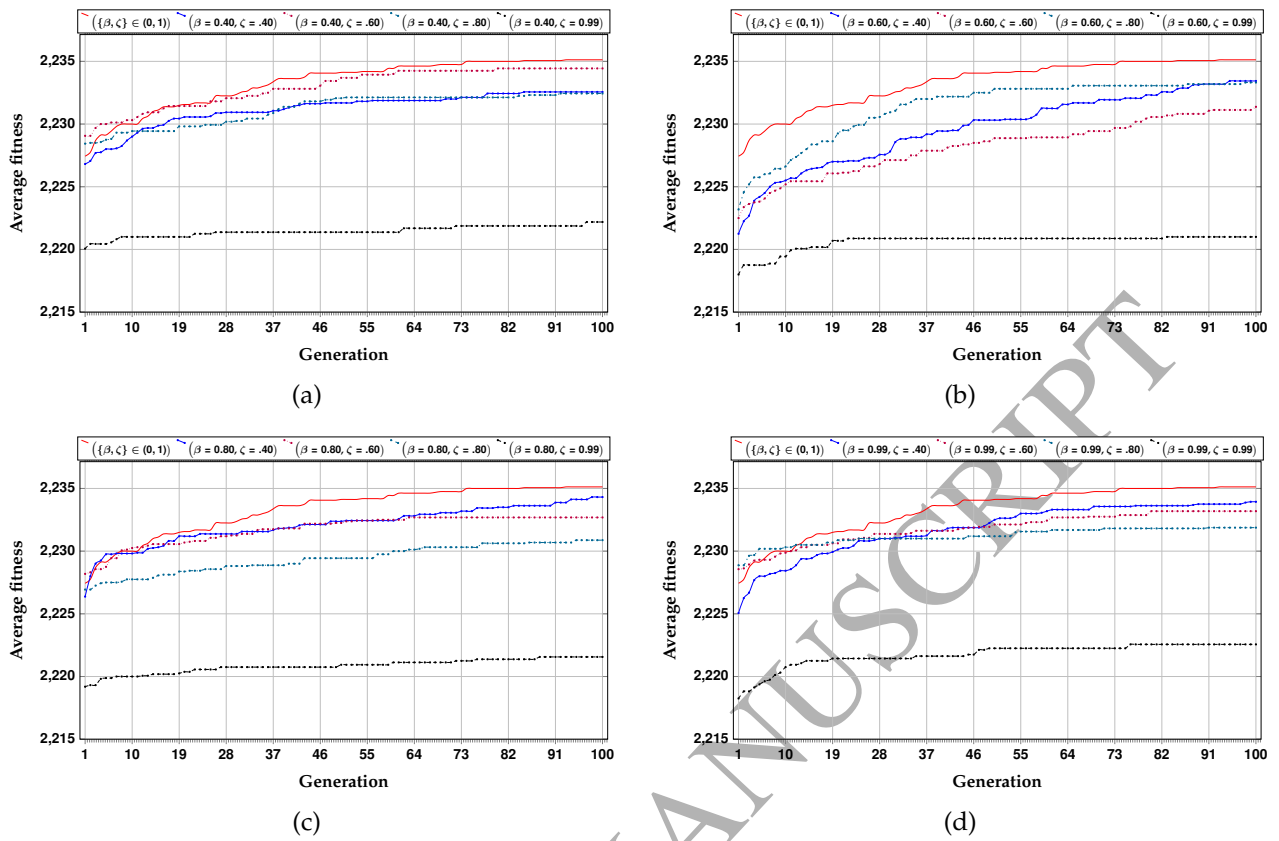 ({β, ζ} ∈ (0, 1)) (β = 0.40, ζ = .40) (β = 0.40, ζ = .60) (β = 0.40, ζ = .80) (β = 0.40, ζ = 0.99)
2,235
2,230
2,225
2,220
2,215
Average fitness
1 10 19 28 37 46 55 64 73 82 91 100
Generation
(a)
({β, ζ} ∈ (0, 1)) (β = 0.60, ζ = .40) (β = 0.60, ζ = .60) (β = 0.60, ζ = .80) (β = 0.60, ζ = 0.99)
2,235
2,230
2,225
2,220
2,215
Average fitness
1 10 19 28 37 46 55 64 73 82 91 100
Generation
(b)
({β, ζ} ∈ (0, 1)) (β = 0.80, ζ = .40) (β = 0.80, ζ = .60) (β = 0.80, ζ = .80) (β = 0.80, ζ = 0.99)
2,235
2,230
2,225
2,220
2,215
Average fitness
1 10 19 28 37 46 55 64 73 82 91 100
Generation
(c)
({β, ζ} ∈ (0, 1)) (β = 0.99, ζ = .40) (β = 0.99, ζ = .60) (β = 0.99, ζ = .80) (β = 0.99, ζ = 0.99)
2,235
2,230
2,225
2,220
2,215
Average fitness
1 10 19 28 37 46 55 64 73 82 91 100
Generation
(d)
ANUSCRIPT